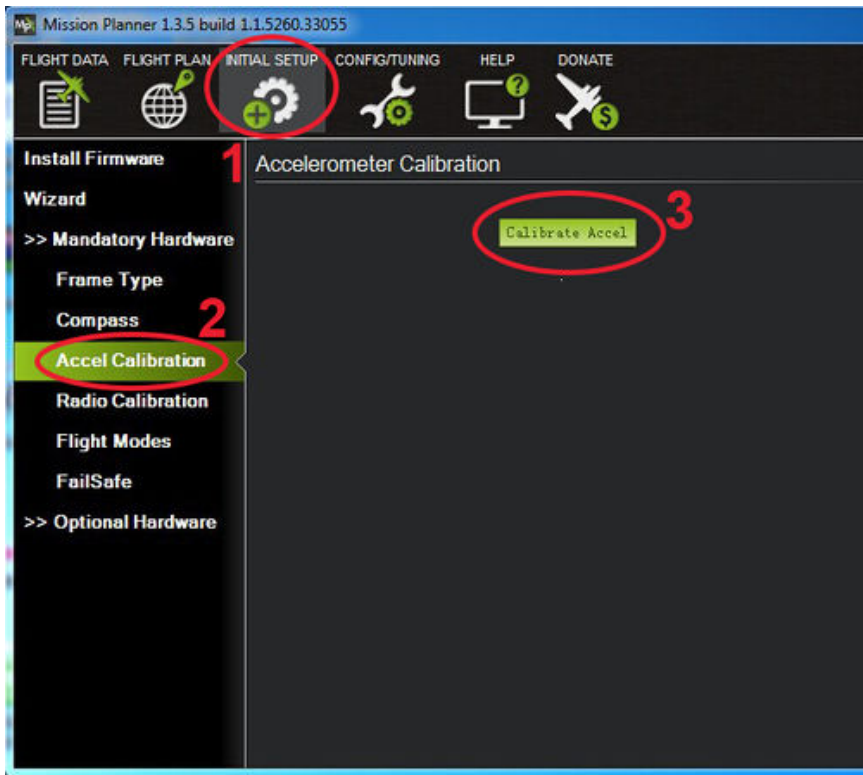 Mission Planner 1.3.5 build 1.1.5260.33055
FLIGHT DATA FLIGHT PLAN INITIAL SETUP CONFIG/TUNING HELP DONATE
1
Install Firmware
Wizard
>> Mandatory Hardware
Frame Type
Compass
2
Accel Calibration
Radio Calibration
Flight Modes
FailSafe
>> Optional Hardware
Accelerometer Calibration
3
Calibrate Accel